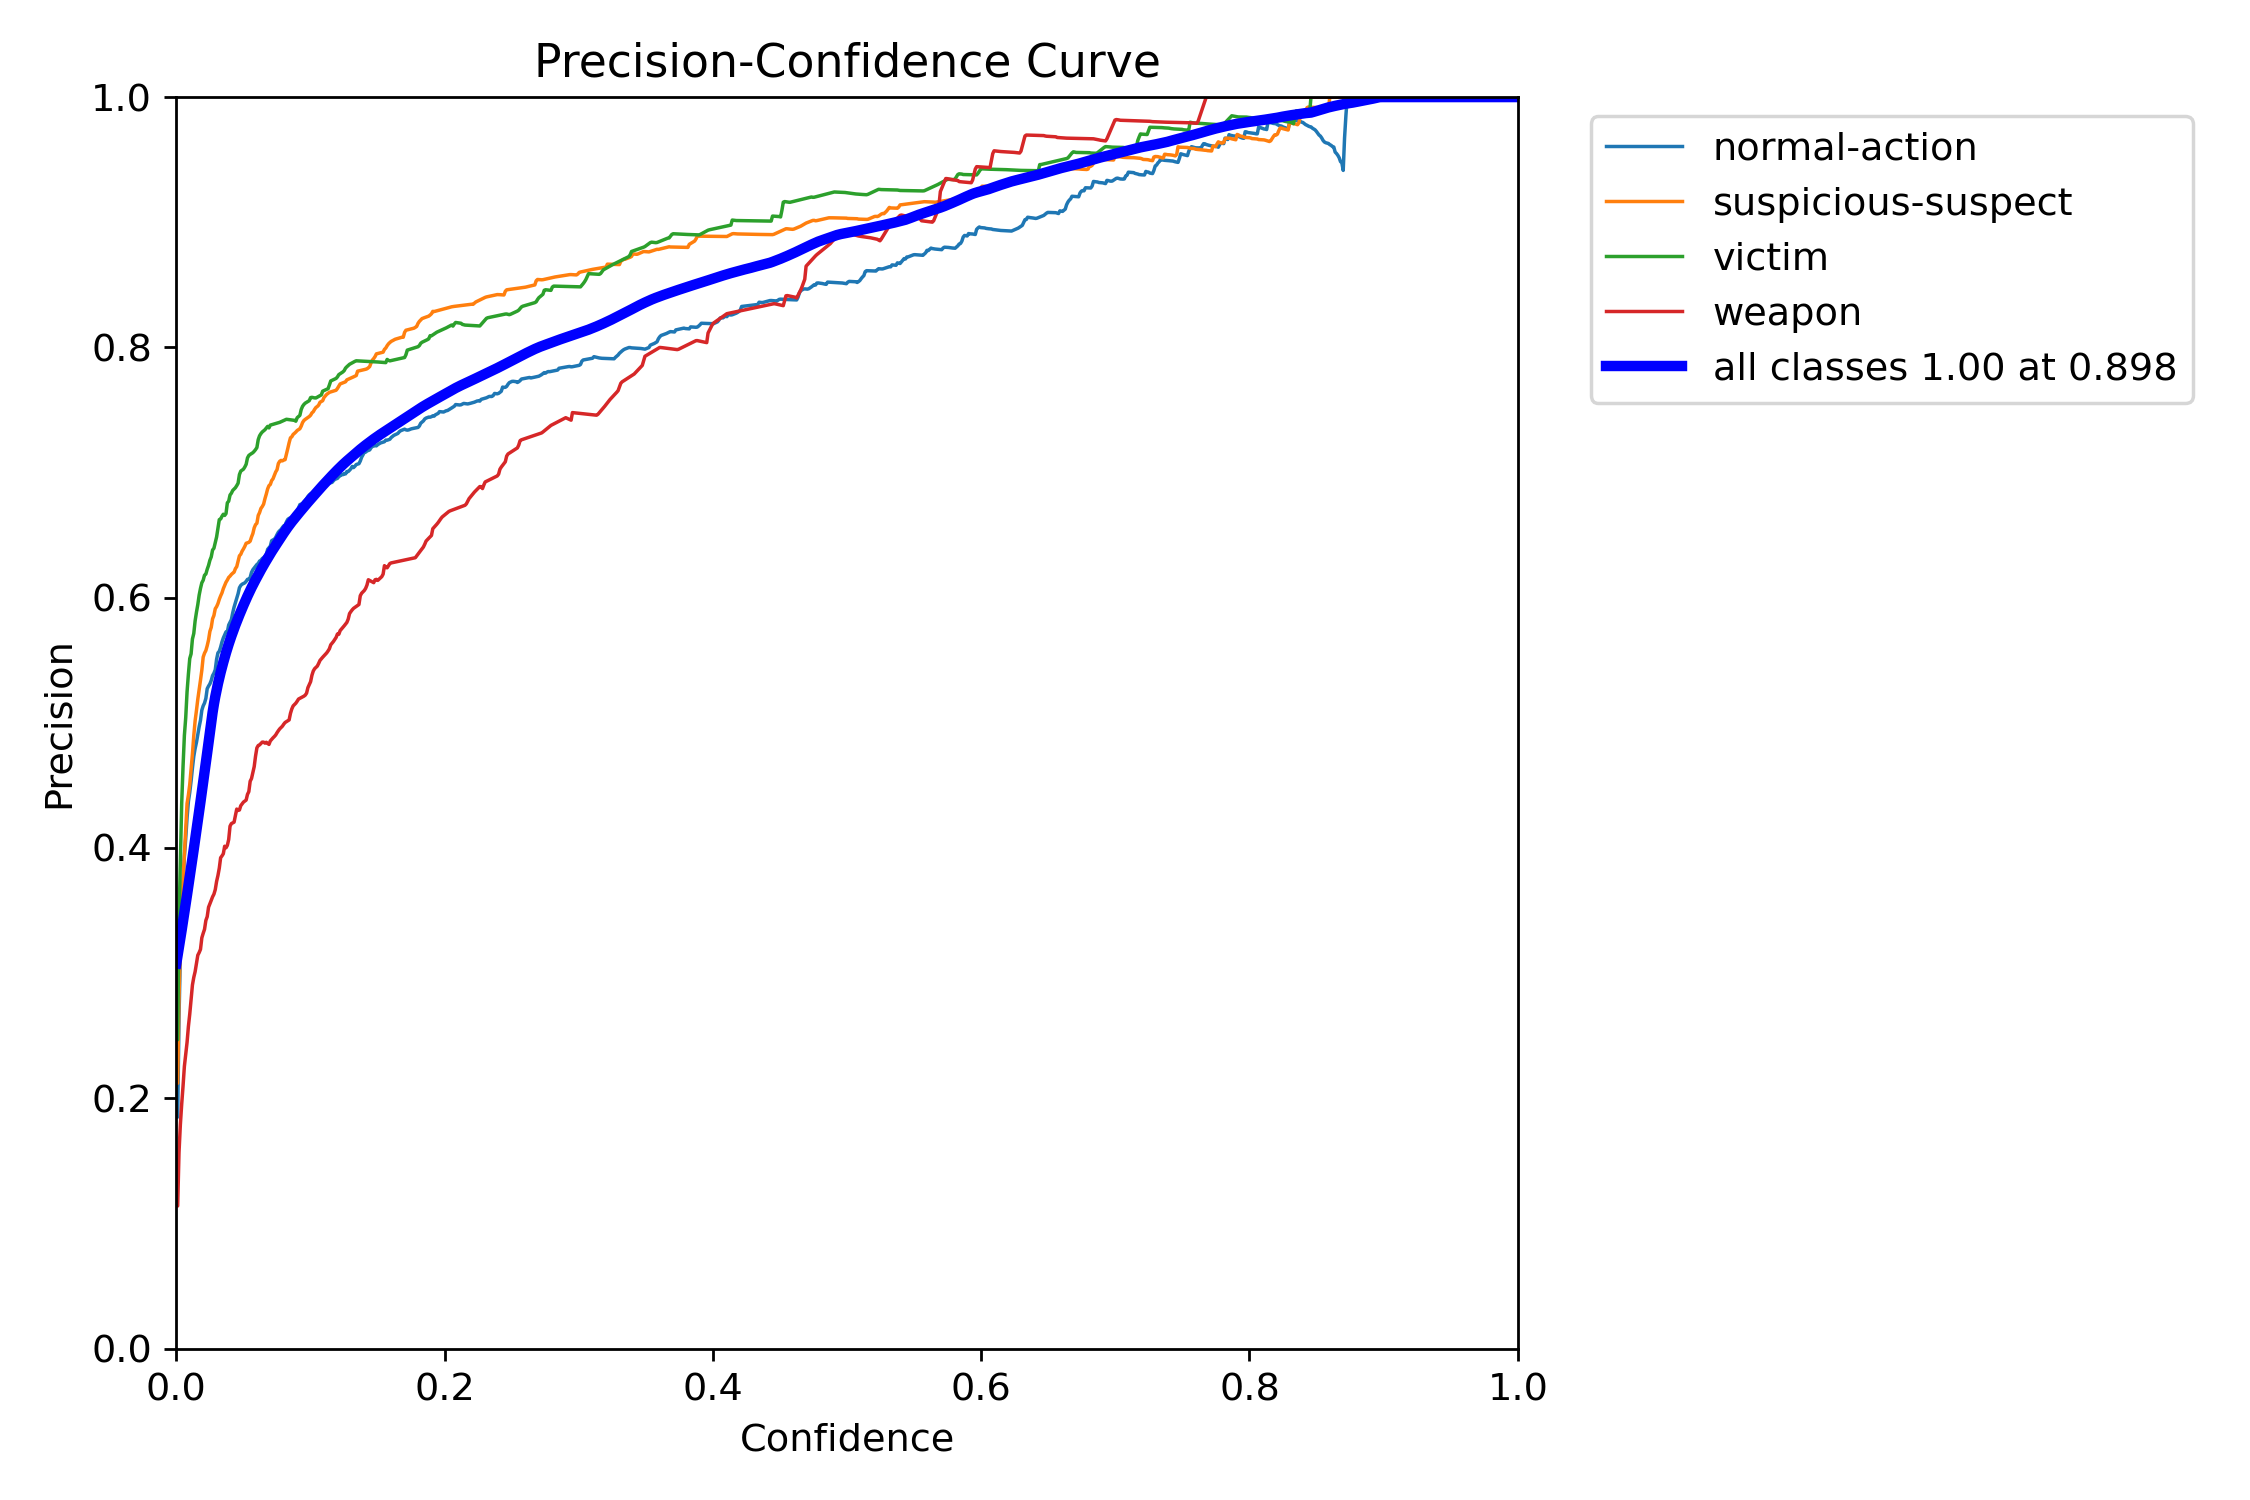 Precision-Confidence Curve
1.0
0.8
0.6
0.4
0.2
0.0
Precision
0.0 0.2 0.4 0.6 0.8 1.0
Confidence
normal-action
suspicious-suspect
victim
weapon
all classes 1.00 at 0.898